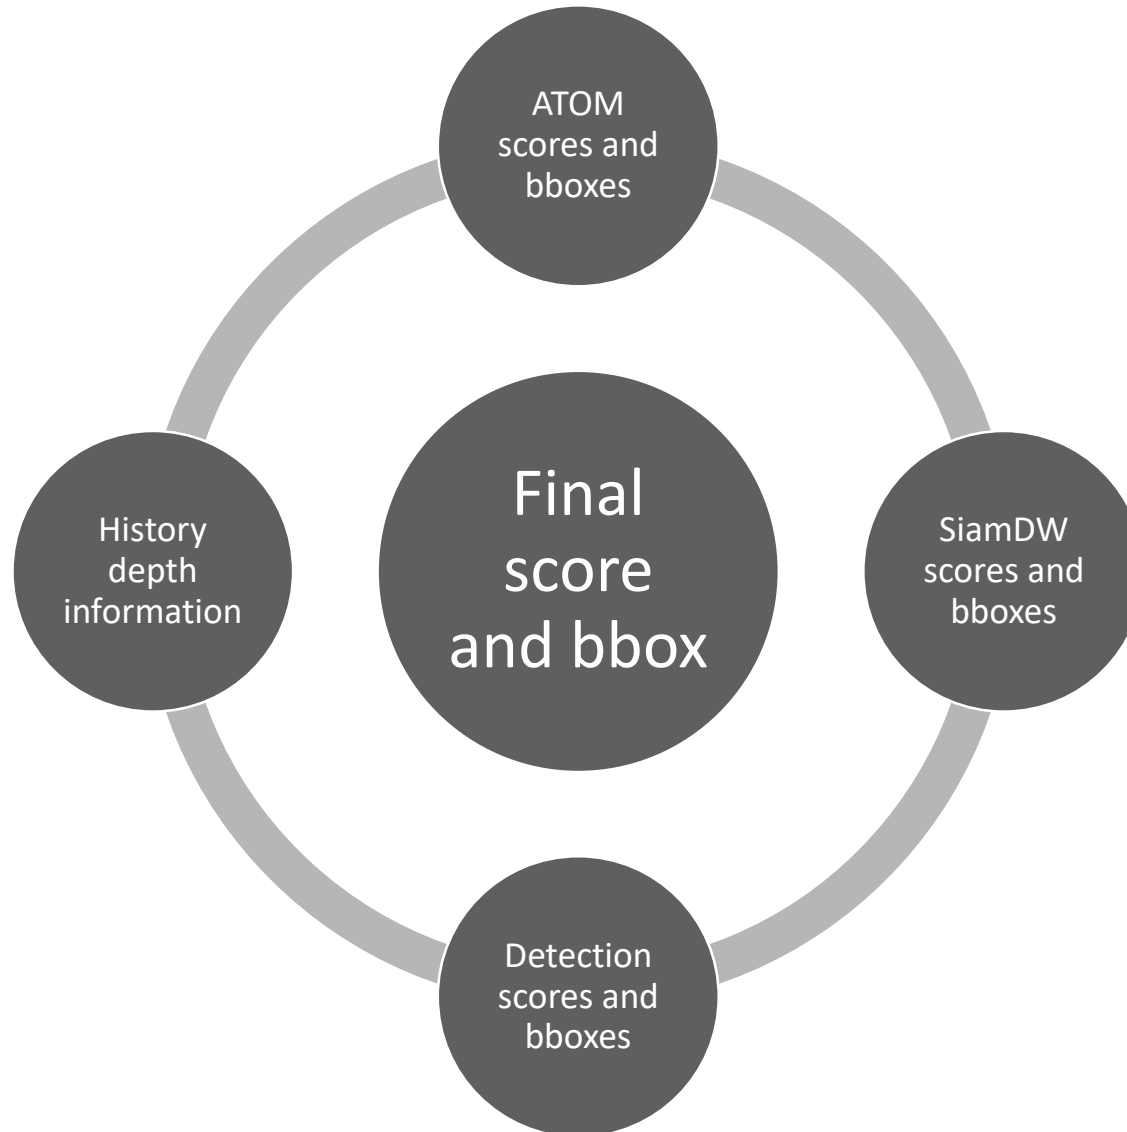 ATOM
scores and
bboxes
History
depth
information
Final
score
and bbox
SiamDW
scores and
bboxes
Detection
scores and
bboxes